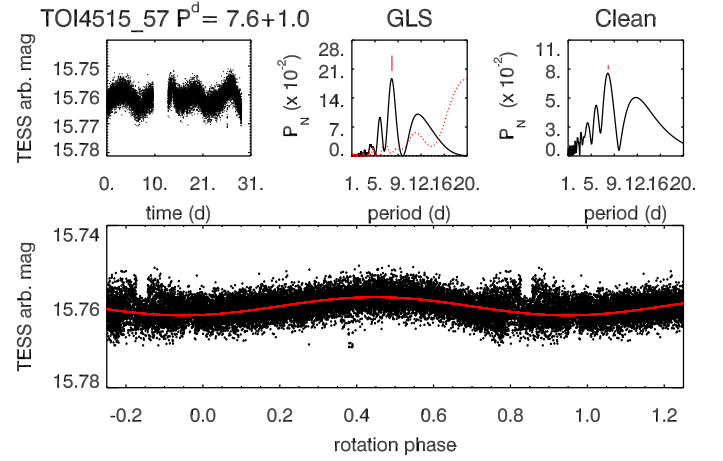 TOI4515_57 P^d = 7.6+1.0 GLS Clean
TESS arb. mag
15.75
15.76
15.77
15.78
0. 10. 21. 31.
time (d)
P_N (x 10^-2)
28.
21.
14.
7.
0.
1. 5. 9.12.16.20.
period (d)
P_N (x 10^-2)
11.
8.
5.
3.
0.
1. 5. 9.12.16.20.
period (d)
TESS arb. mag
15.74
15.76
15.78
-0.2 0.0 0.2 0.4 0.6 0.8 1.0 1.2
rotation phase